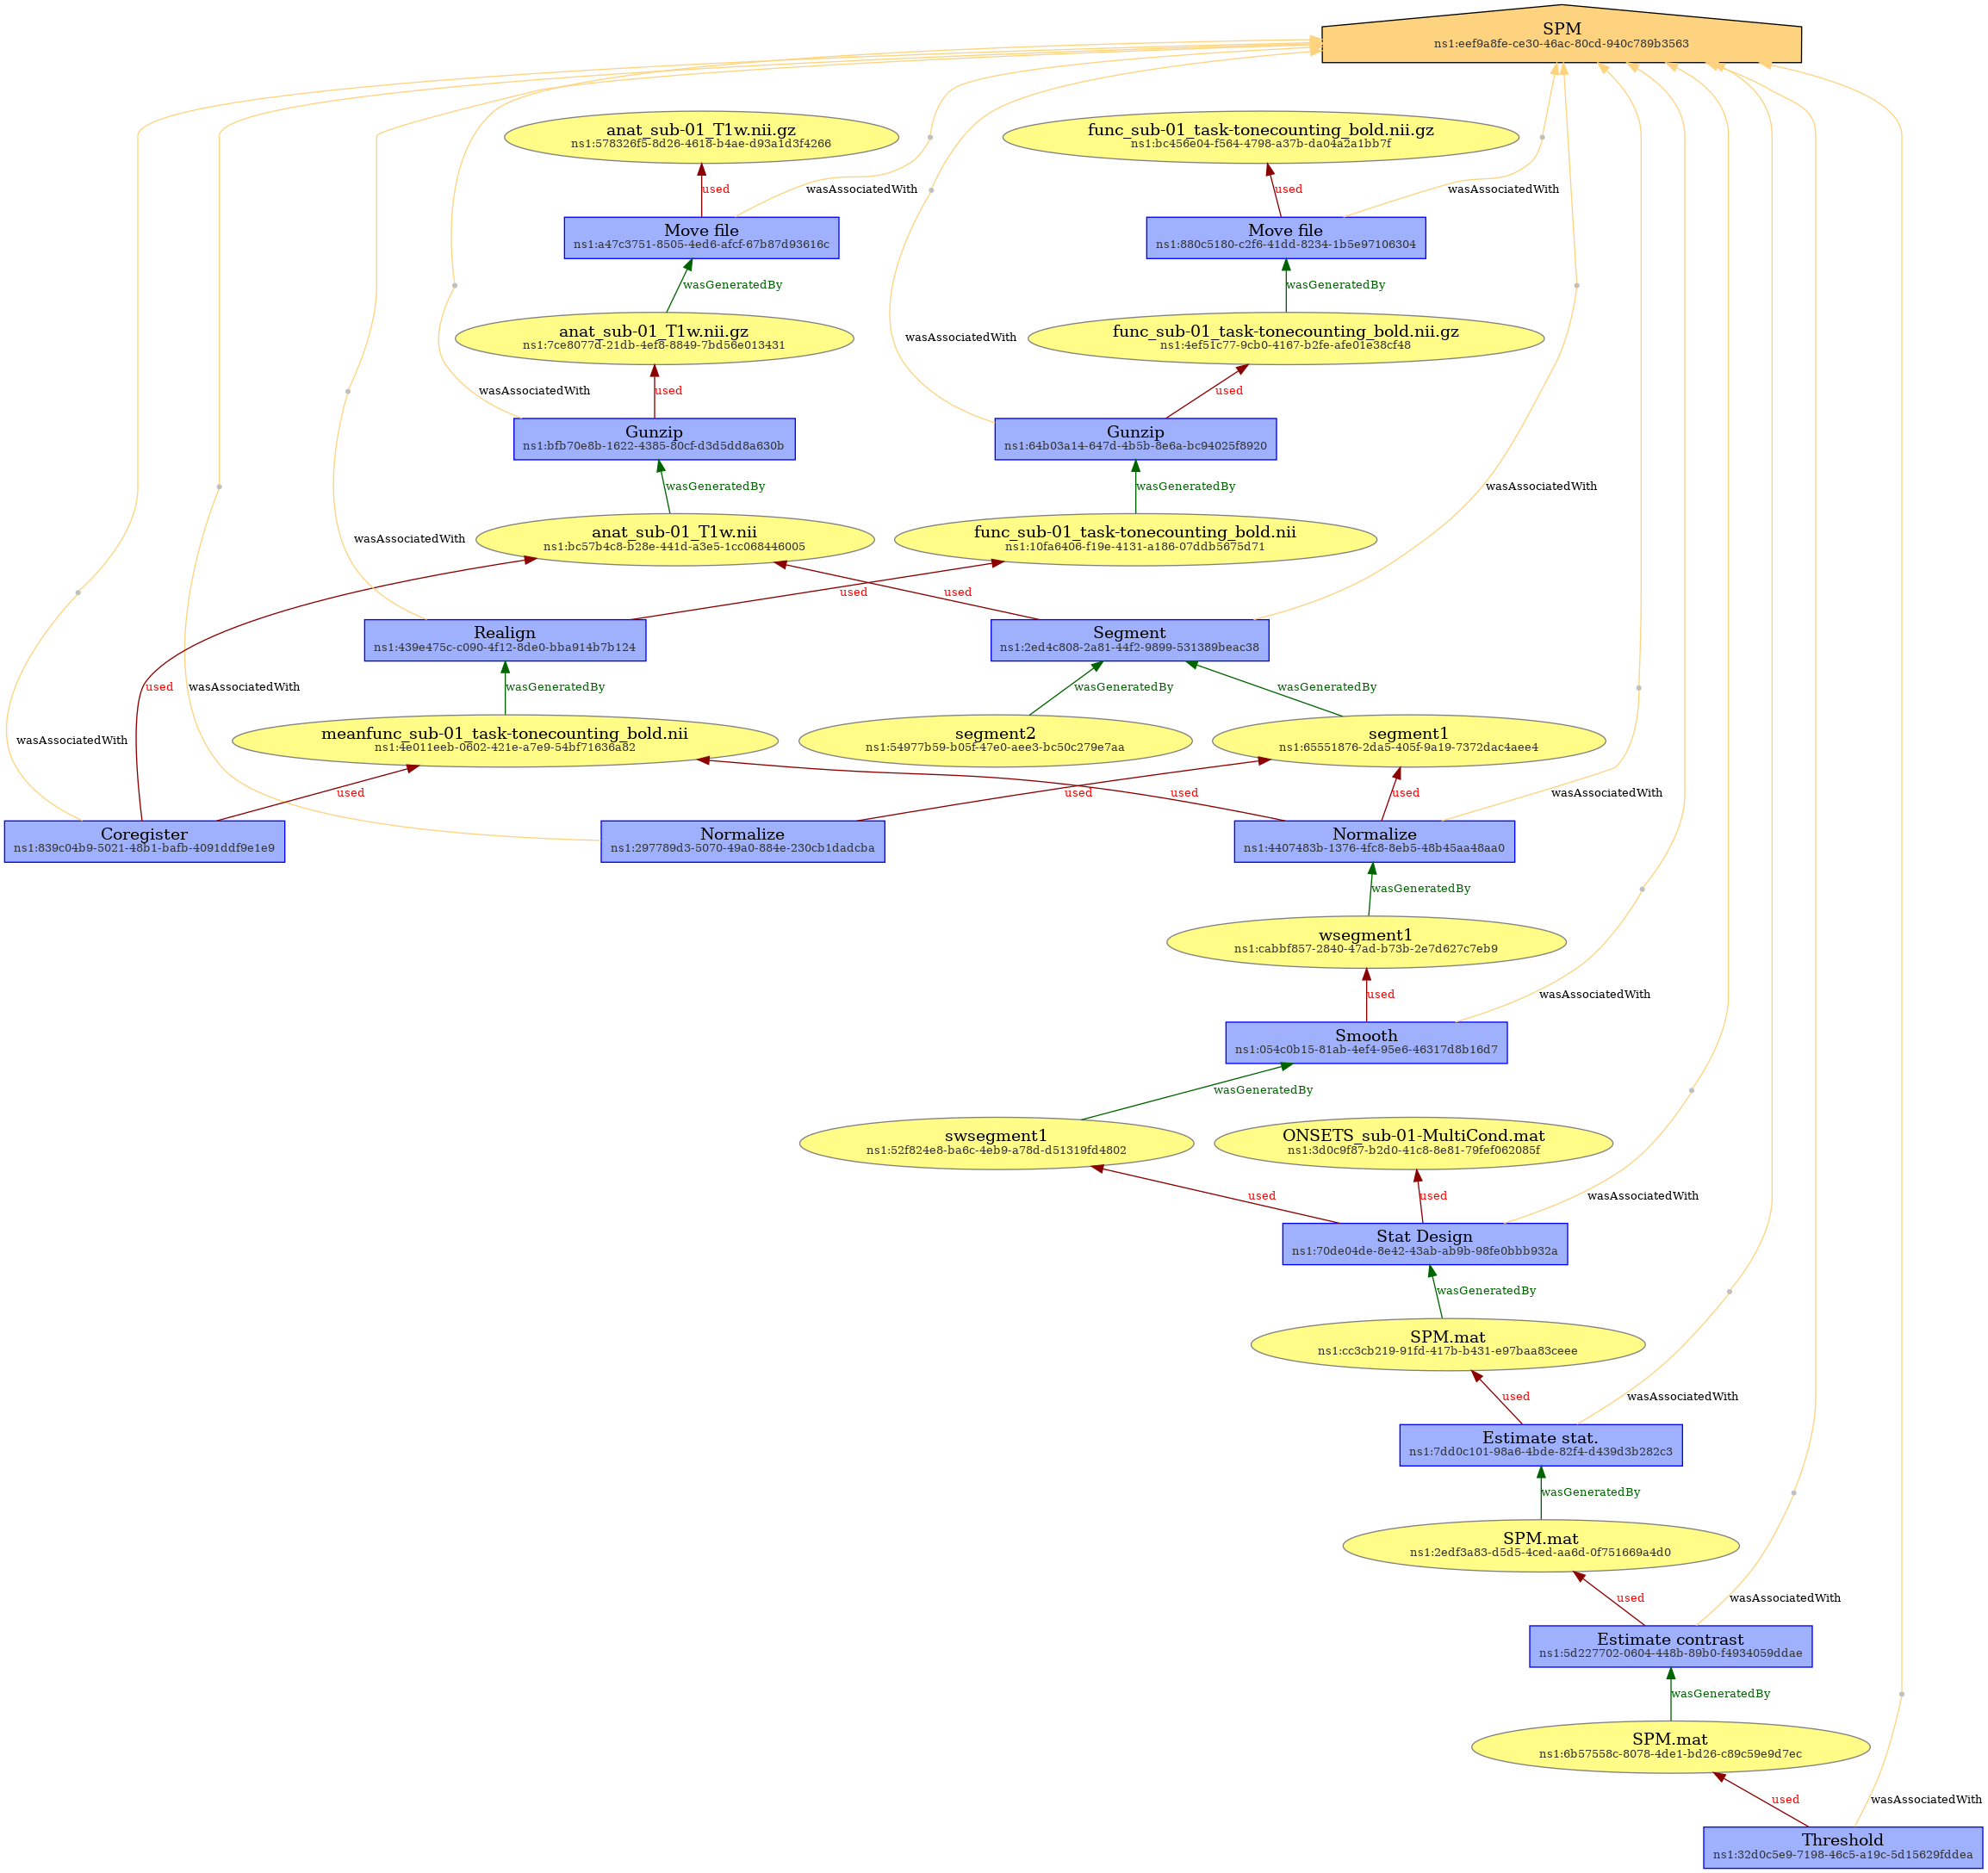 SPM
ns1:eef9a8fe-ce30-46ac-80cd-940c789b3563
anat_sub-01_T1w.nii.gz
ns1:578326f5-8d26-4618-b4ae-d93a1d3f4266
func_sub-01_task-tonecounting_bold.nii.gz
ns1:bc456e04-f564-4798-a37b-da04a2a1bb7f
used
wasAssociatedWith
used
wasAssociatedWith
Move file
ns1:a47c3751-8505-4ed6-afcf-67b87d93616c
Move file
ns1:880c5180-c2f6-41dd-8234-1b5e97106304
wasGeneratedBy
wasGeneratedBy
anat_sub-01_T1w.nii.gz
ns1:7ce8077d-21db-4ef8-8849-7bd56e013431
wasAssociatedWith
func_sub-01_task-tonecounting_bold.nii.gz
ns1:4ef51c77-9cb0-4167-b2fe-afe01e38cf48
wasAssociatedWith
used
used
Gunzip
ns1:bfb70e8b-1622-4385-80cf-d3d5dd8a630b
Gunzip
ns1:64b03a14-647d-4b5b-8e6a-bc94025f8920
wasGeneratedBy
wasGeneratedBy
wasAssociatedWith
wasAssociatedWith
anat_sub-01_T1w.nii
ns1:bc57b4c8-b28e-441d-a3e5-1cc068446005
func_sub-01_task-tonecounting_bold.nii
ns1:10fa6406-f19e-4131-a186-07ddb5675d71
used
used
Realign
ns1:439e475c-c090-4f12-8de0-bba914b7b124
Segment
ns1:2ed4c808-2a81-44f2-9899-531389beac38
used
wasAssociatedWith
wasGeneratedBy
wasGeneratedBy
wasGeneratedBy
wasAssociatedWith
meanfunc_sub-01_task-tonecounting_bold.nii
ns1:4e011eeb-0602-421e-a7e9-54bf71636a82
segment2
ns1:54977b59-b05f-47e0-aee3-bc50c279e7aa
segment1
ns1:65551876-2da5-405f-9a19-7372dac4aee4
used
used
used
used
wasAssociatedWith
Coregister
ns1:839c04b9-5021-48b1-bafb-4091ddf9e1e9
Normalize
ns1:297789d3-5070-49a0-884e-230cb1dadcba
Normalize
ns1:4407483b-1376-4fc8-8eb5-48b45aa48aa0
wasGeneratedBy
wsegment1
ns1:cabbf857-2840-47ad-b73b-2e7d627c7eb9
used
wasAssociatedWith
Smooth
ns1:054c0b15-81ab-4ef4-95e6-46317d8b16d7
wasGeneratedBy
swsegment1
ns1:52f824e8-ba6c-4eb9-a78d-d51319fd4802
ONSETS_sub-01-MultiCond.mat
ns1:3d0c9f87-b2d0-41c8-8e81-79fef062085f
used
used
wasAssociatedWith
Stat Design
ns1:70de04de-8e42-43ab-ab9b-98fe0bbb932a
wasGeneratedBy
SPM.mat
ns1:cc3cb219-91fd-417b-b431-e97baa83ceee
used
wasAssociatedWith
Estimate stat.
ns1:7dd0c101-98a6-4bde-82f4-d439d3b282c3
wasGeneratedBy
SPM.mat
ns1:2edf3a83-d5d5-4ced-aa6d-0f751669a4d0
used
wasAssociatedWith
Estimate contrast
ns1:5d227702-0604-448b-89b0-f4934059ddae
wasGeneratedBy
SPM.mat
ns1:6b57558c-8078-4de1-bd26-c89c59e9d7ec
used
wasAssociatedWith
Threshold
ns1:32d0c5e9-7198-46c5-a19c-5d15629fddea